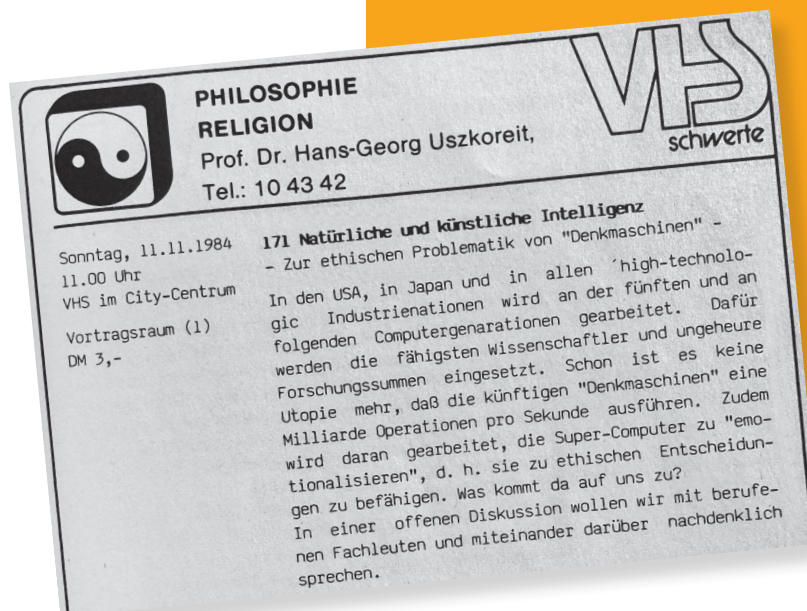 PHILOSOPHIE
RELIGION
Prof. Dr. Hans-Georg Uszkoreit,
Tel.: 10 43 42
VHS
schwerte
Sonntag, 11.11.1984
11.00 Uhr
VHS im City-Centrum
Vortragsraum (1)
DM 3,-
171 Natürliche und künstliche Intelligenz
- Zur ethischen Problematik von "Denkmaschinen" -
In den USA, in Japan und in allen ´high-technolo-
gic Industrienationen wird an der fünften und an
folgenden Computergenarationen gearbeitet. Dafür
werden die fähigsten Wissenschaftler und ungeheure
Forschungssummen eingesetzt. Schon ist es keine
Utopie mehr, daß die künftigen "Denkmaschinen" eine
Milliarde Operationen pro Sekunde ausführen. Zudem
wird daran gearbeitet, die Super-Computer zu "emo-
tionalisieren", d. h. sie zu ethischen Entscheidun-
gen zu befähigen. Was kommt da auf uns zu?
In einer offenen Diskussion wollen wir mit berufe-
nen Fachleuten und miteinander darüber nachdenklich
sprechen.